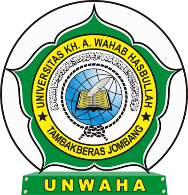 UNIVERSITAS KH. A. WAHAB HASBULLAH
TAMBAKBERAS JOMBANG
UNWAHA